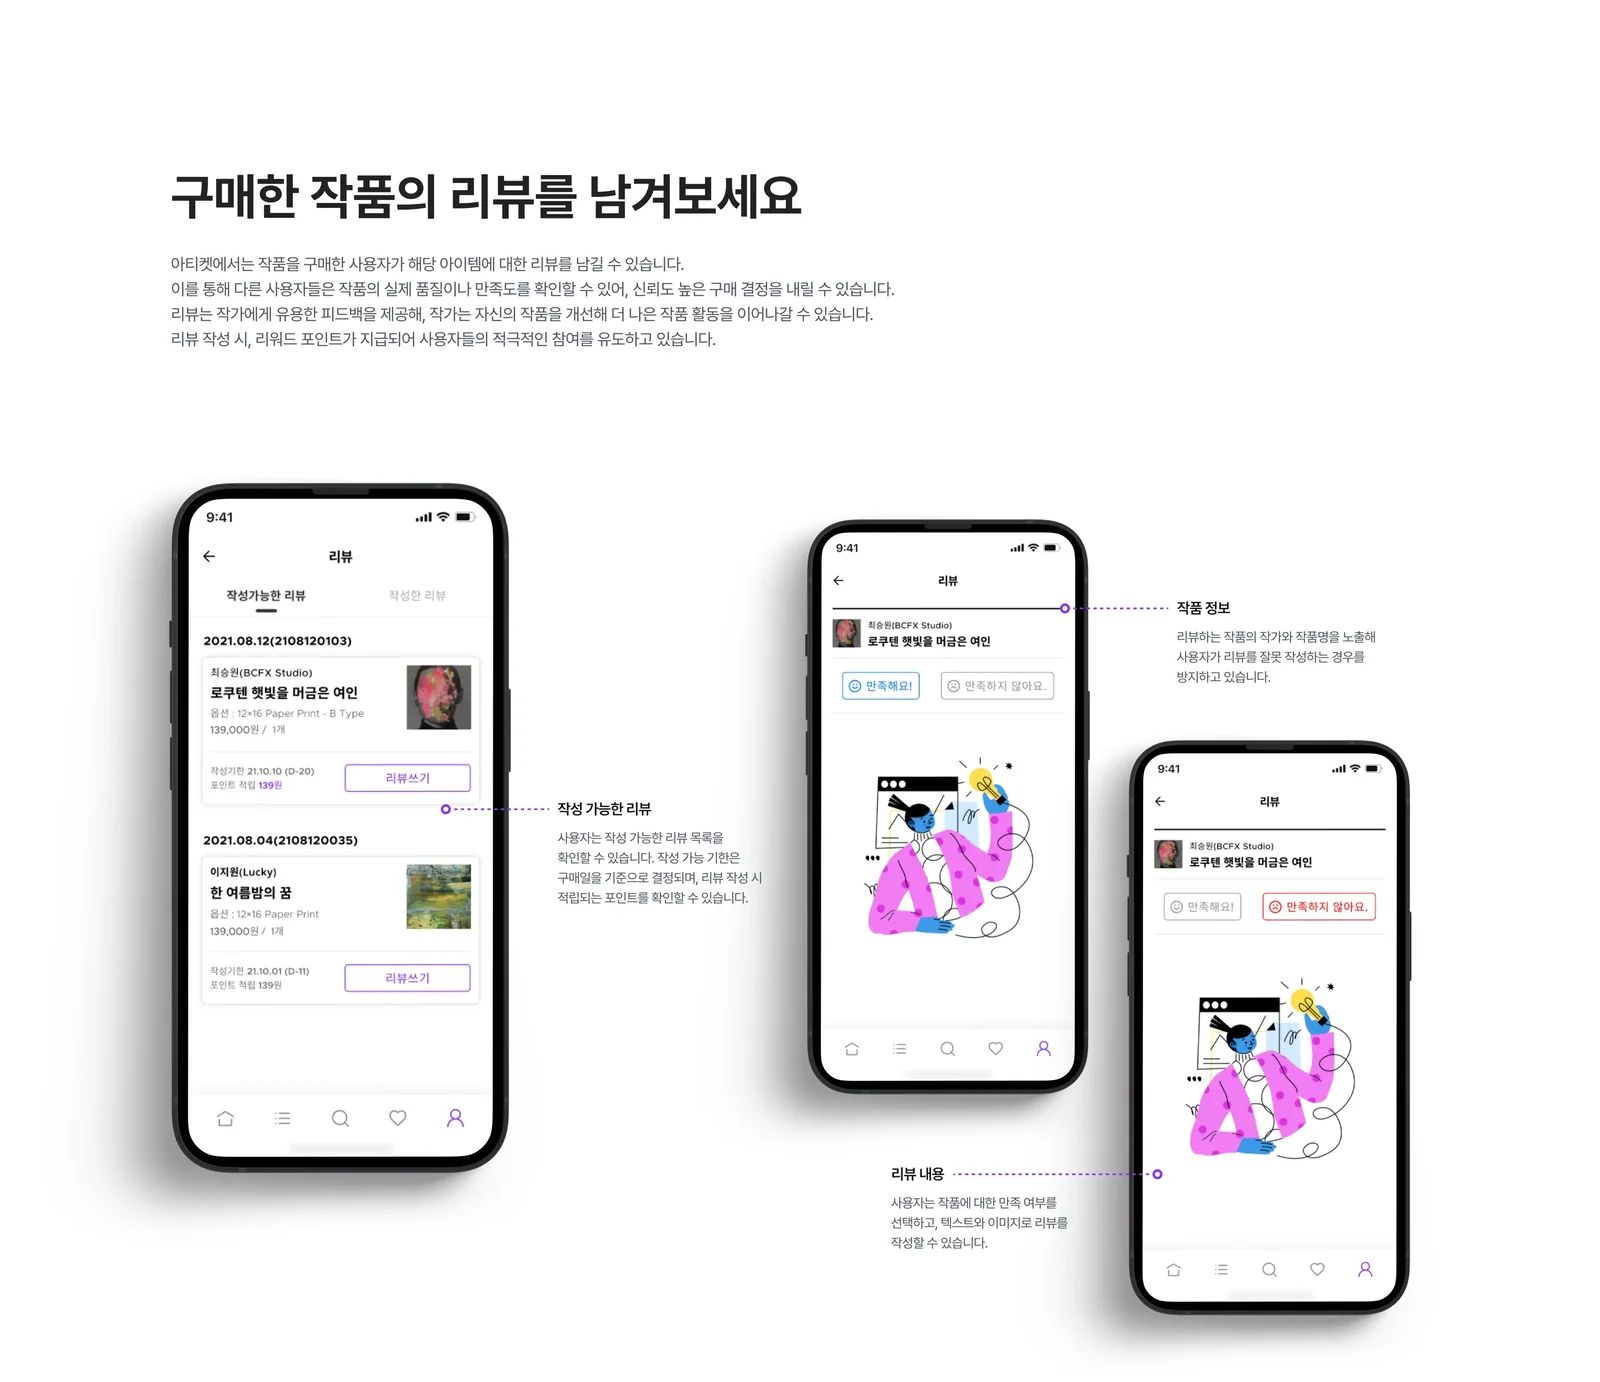 구매한 작품의 리뷰를 남겨보세요
아티켓에서는 작품을 구매한 사용자가 해당 아이템에 대한 리뷰를 남길 수 있습니다.
이를 통해 다른 사용자들은 작품의 실제 품질이나 만족도를 확인할 수 있어, 신뢰도 높은 구매 결정을 내릴 수 있습니다.
리뷰는 작가에게 유용한 피드백을 제공해, 작가는 자신의 작품을 개선해 더 나은 작품 활동을 이어나갈 수 있습니다.
리뷰 작성 시, 리워드 포인트가 지급되어 사용자들의 적극적인 참여를 유도하고 있습니다.
9:41
리뷰
작성가능한 리뷰
작성한 리뷰
2021.08.12(2108120103)
최승원(BCFX Studio)
로쿠텐 햇빛을 머금은 여인
옵션 : 12×16 Paper Print - B Type
139,000원 / 1개
작성기한 21.10.10 (D-20)
포인트 적립 139원
리뷰쓰기
2021.08.04(2108120035)
이지원(Lucky)
한 여름밤의 꿈
옵션 : 12×16 Paper Print
139,000원 / 1개
작성기한 21.10.01 (D-11)
포인트 적립 139원
리뷰쓰기
작성 가능한 리뷰
사용자는 작성 가능한 리뷰 목록을
확인할 수 있습니다. 작성 가능 기한은
구매일을 기준으로 결정되며, 리뷰 작성 시
적립되는 포인트를 확인할 수 있습니다.
9:41
리뷰
최승원(BCFX Studio)
로쿠텐 햇빛을 머금은 여인
만족해요!
만족하지 않아요.
작품 정보
리뷰하는 작품의 작가와 작품명을 노출해
사용자가 리뷰를 잘못 작성하는 경우를
방지하고 있습니다.
9:41
리뷰
최승원(BCFX Studio)
로쿠텐 햇빛을 머금은 여인
만족해요!
만족하지 않아요.
리뷰 내용
사용자는 작품에 대한 만족 여부를
선택하고, 텍스트와 이미지로 리뷰를
작성할 수 있습니다.